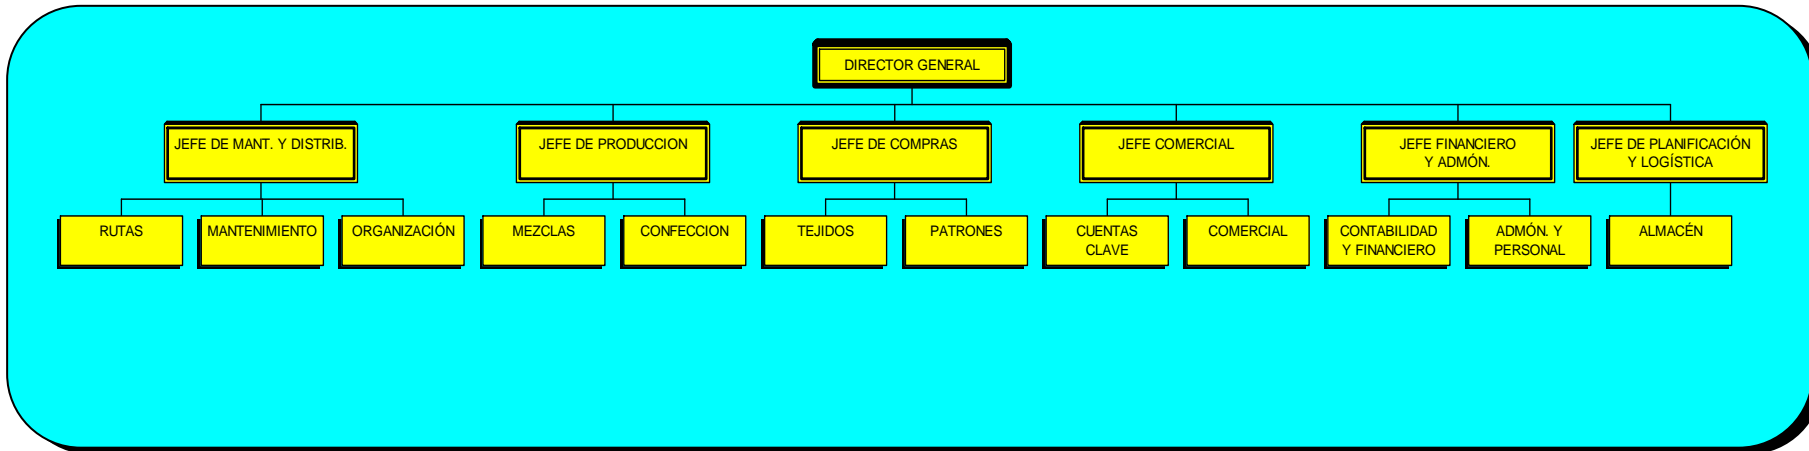 DIRECTOR GENERAL
JEFE DE MANT. Y DISTRIB.
JEFE DE PRODUCCION
JEFE DE COMPRAS
JEFE COMERCIAL
JEFE FINANCIERO
Y ADMÓN.
JEFE DE PLANIFICACIÓN
Y LOGÍSTICA
RUTAS
MANTENIMIENTO
ORGANIZACIÓN
MEZCLAS
CONFECCION
TEJIDOS
PATRONES
CUENTAS
CLAVE
COMERCIAL
CONTABILIDAD
Y FINANCIERO
ADMÓN. Y
PERSONAL
ALMACÉN